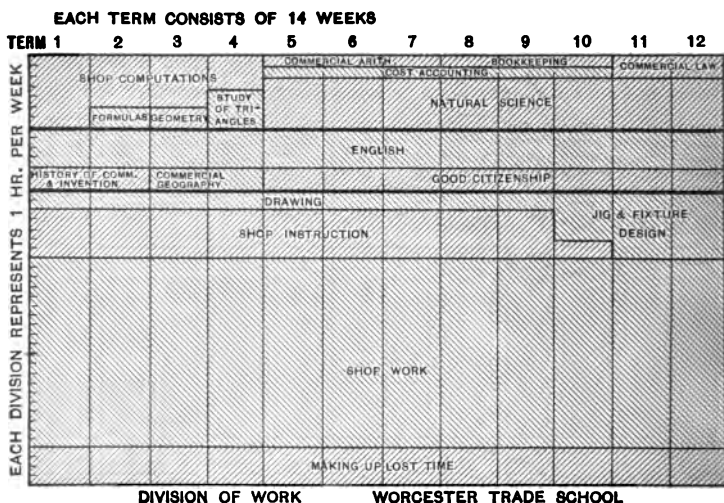 EACH TERM CONSISTS OF 14 WEEKS
TERM 1 2 3 4 5 6 7 8 9 10 11 12
EACH DIVISION REPRESENTS 1 HR. PER WEEK
COMMERCIAL ARITH. BOOKKEEPING
COMMERCIAL LAW
COST ACCOUNTING
SHOP COMPUTATIONS
STUDY
OF TRI-
ANGLES
NATURAL SCIENCE
FORMULAS GEOMETRY
ENGLISH
HISTORY OF COMM.
& INVENTION
COMMERCIAL
GEOGRAPHY
GOOD CITIZENSHIP
DRAWING
JIG & FIXTURE
DESIGN
SHOP INSTRUCTION
SHOP WORK
MAKING UP LOST TIME
DIVISION OF WORK WORCESTER TRADE SCHOOL